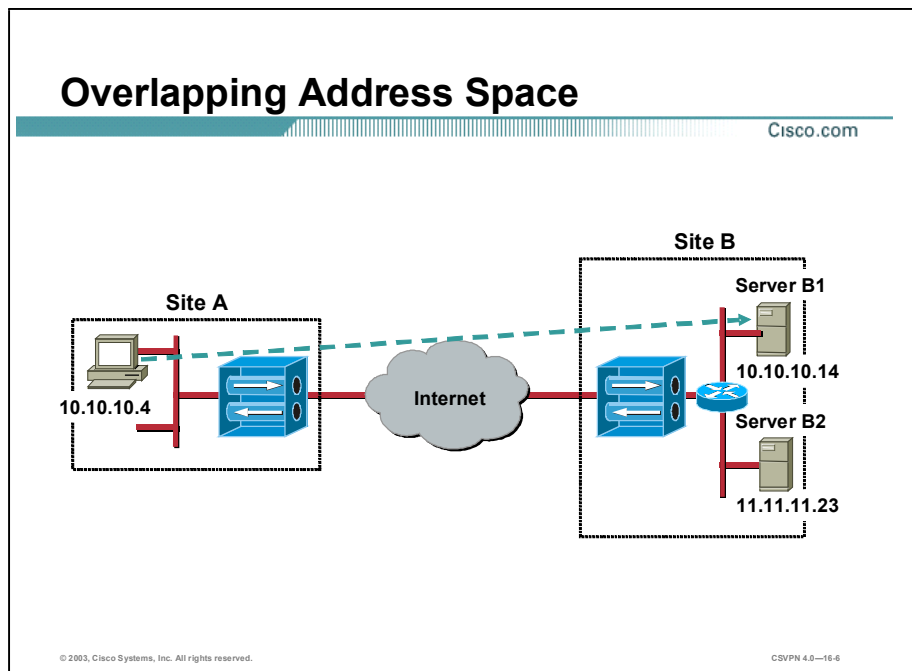 Overlapping Address Space
Cisco.com
Site B
Server B1
Site A
10.10.10.14
10.10.10.4
Internet
Server B2
11.11.11.23
© 2003, Cisco Systems, Inc. All rights reserved.
CSVPN 4.0—16-6